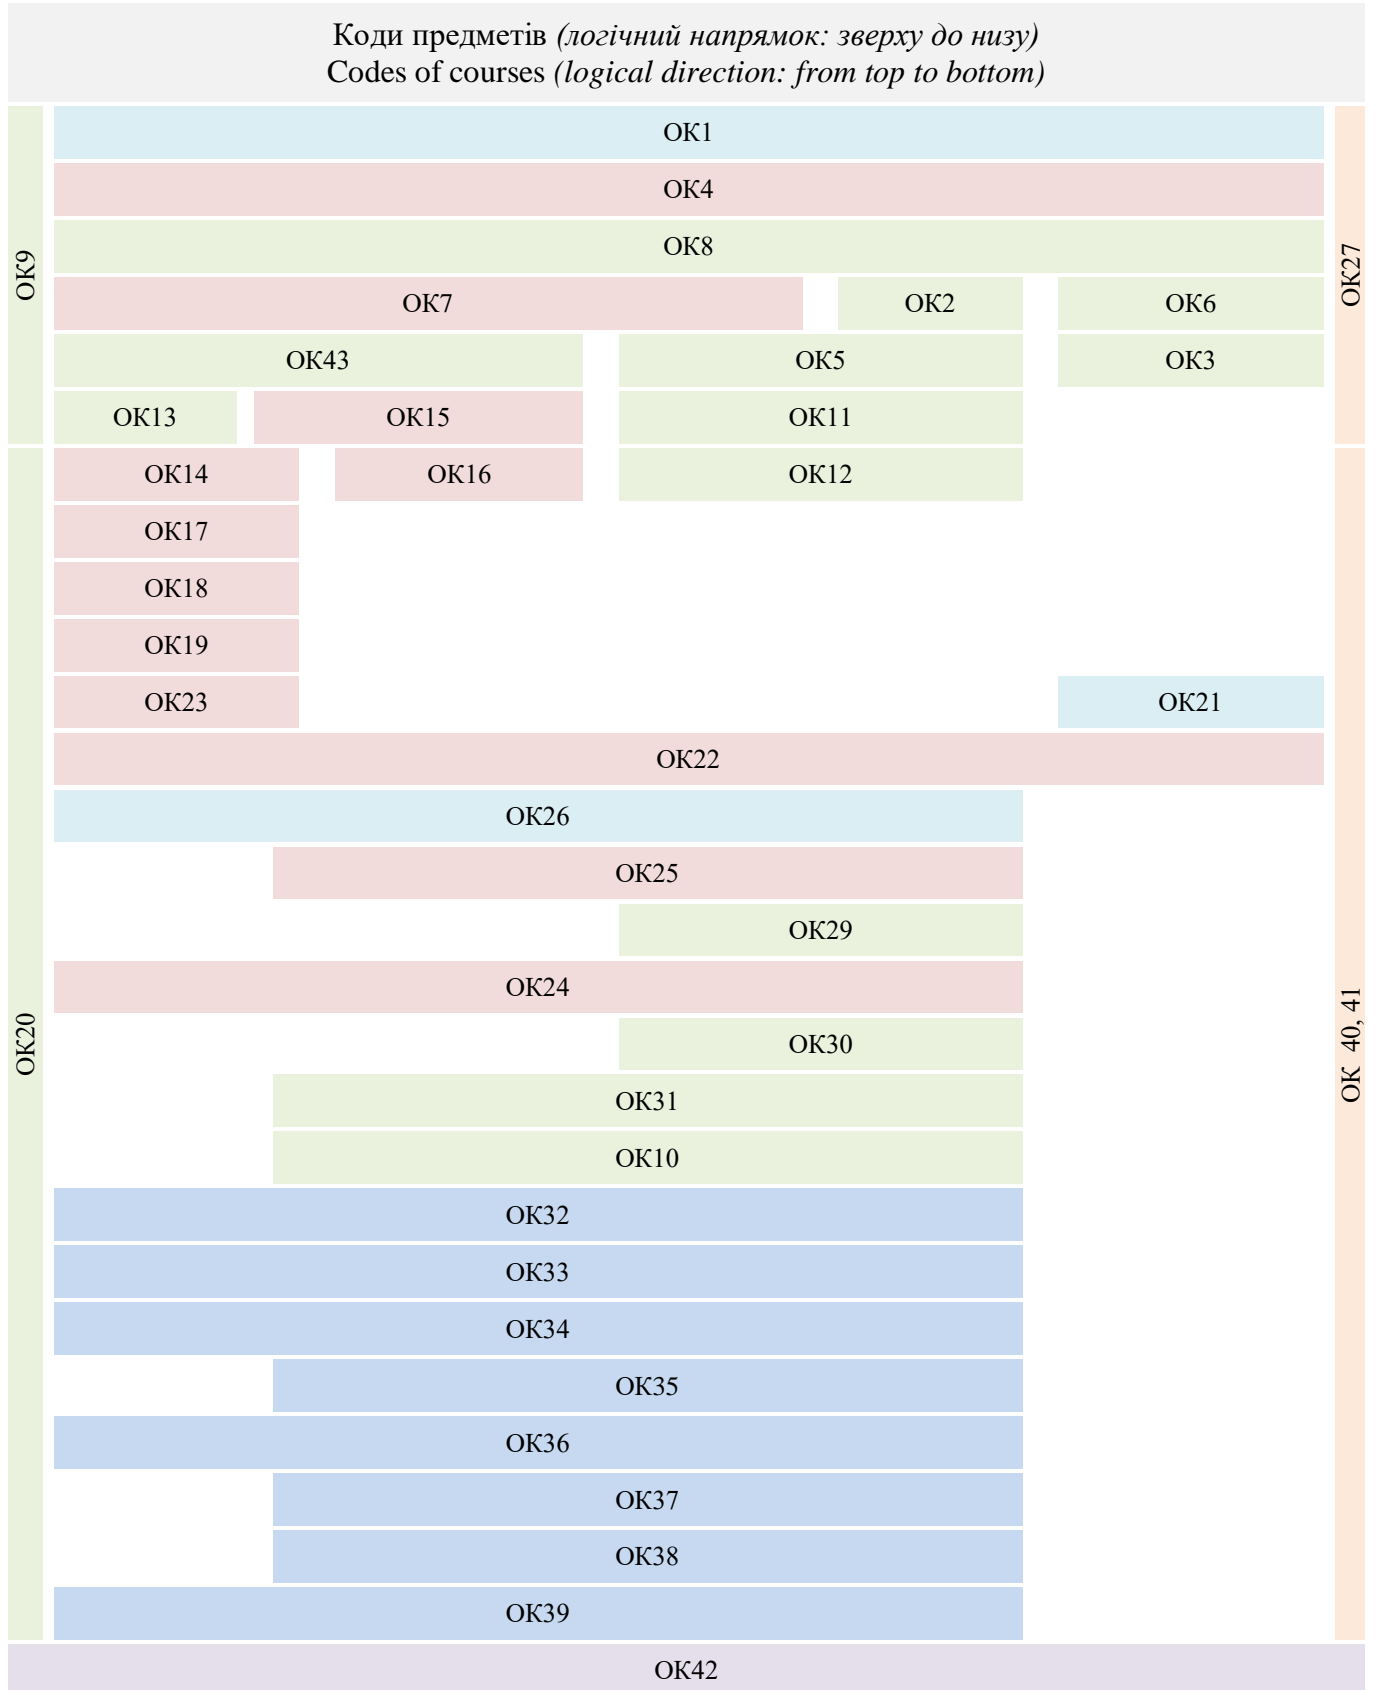 Коди предметів (логічний напрямок: зверху до низу)
Codes of courses (logical direction: from top to bottom)
ОК9
ОК1
ОК27
ОК4
ОК8
ОК7
ОК2
ОК6
ОК43
ОК5
ОК3
ОК13
ОК15
ОК11
ОК20
ОК14
ОК16
ОК12
ОК 40, 41
ОК17
ОК18
ОК19
ОК23
ОК21
ОК22
ОК26
ОК25
ОК29
ОК24
ОК30
ОК31
ОК10
ОК32
ОК33
ОК34
ОК35
ОК36
ОК37
ОК38
ОК39
ОК42